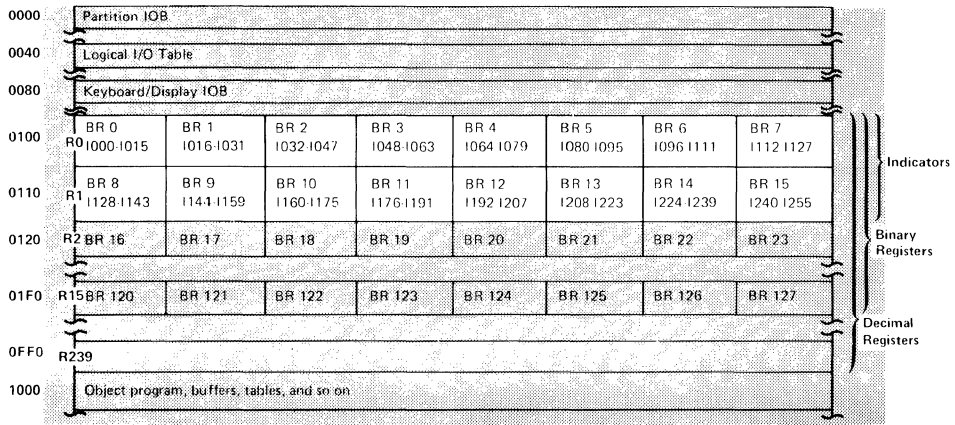 0000 Partition IOB
0040 Logical I/O Table
0080 Keyboard/Display IOB
0100 R0 BR 0 BR 1 BR 2 BR 3 BR 4 BR 5 BR 6 BR 7
I000-I015 I016-I031 I032-I047 I048-I063 I064 I079 I080 I095 I096 I111 I112 I127
Indicators
0110 R1 BR 8 BR 9 BR 10 BR 11 BR 12 BR 13 BR 14 BR 15
I128-I143 I144-I159 I160-I175 I176-I191 I192 I207 I208 I223 I224-I239 I240 I255
0120 R2 BR 16 BR 17 BR 18 BR 19 BR 20 BR 21 BR 22 BR 23
Binary
Registers
01F0 R15 BR 120 BR 121 BR 122 BR 123 BR 124 BR 125 BR 126 BR 127
Decimal
Registers
0FF0 R239
1000 Object program, buffers, tables, and so on